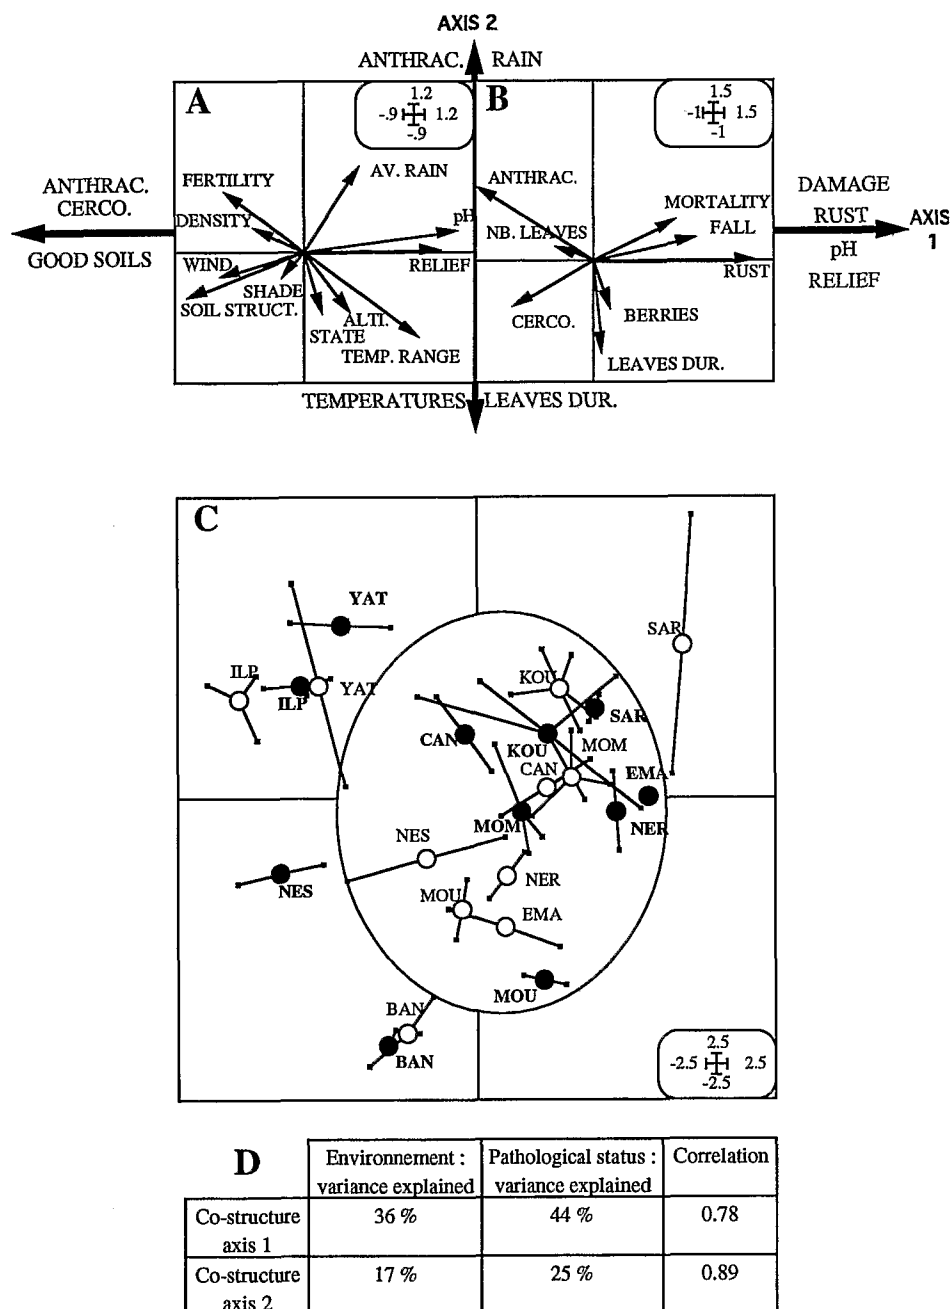 AXIS 2
ANTHRAC. RAIN
A
1.2
-.9 1.2
-.9
B
1.5
-1 1.5
-1
ANTHRAC.
CERCO.
GOOD SOILS
FERTILITY
AV. RAIN
DENSITY
pH
WIND
RELIEF
SHADE
SOIL STRUCT.
ALTI.
STATE
TEMP. RANGE
ANTHRAC.
MORTALITY
NB. LEAVES
FALL
RUST
CERCO.
BERRIES
LEAVES DUR.
DAMAGE
RUST
AXIS
1
pH
RELIEF
TEMPERATURES LEAVES DUR.
C
YAT
SAR
ILP
KOU
ILP
YAT
SAR
CAN
KOU
MOM
CAN
EMA
MOM
NER
NES
NES
NER
MOU
EMA
MOU
BAN
BAN
2.5
-2.5 2.5
-2.5
D
Environnement : Pathological status : Correlation
variance explained variance explained
Co-structure 36 % 44 % 0.78
axis 1
Co-structure 17 % 25 % 0.89
axis 2